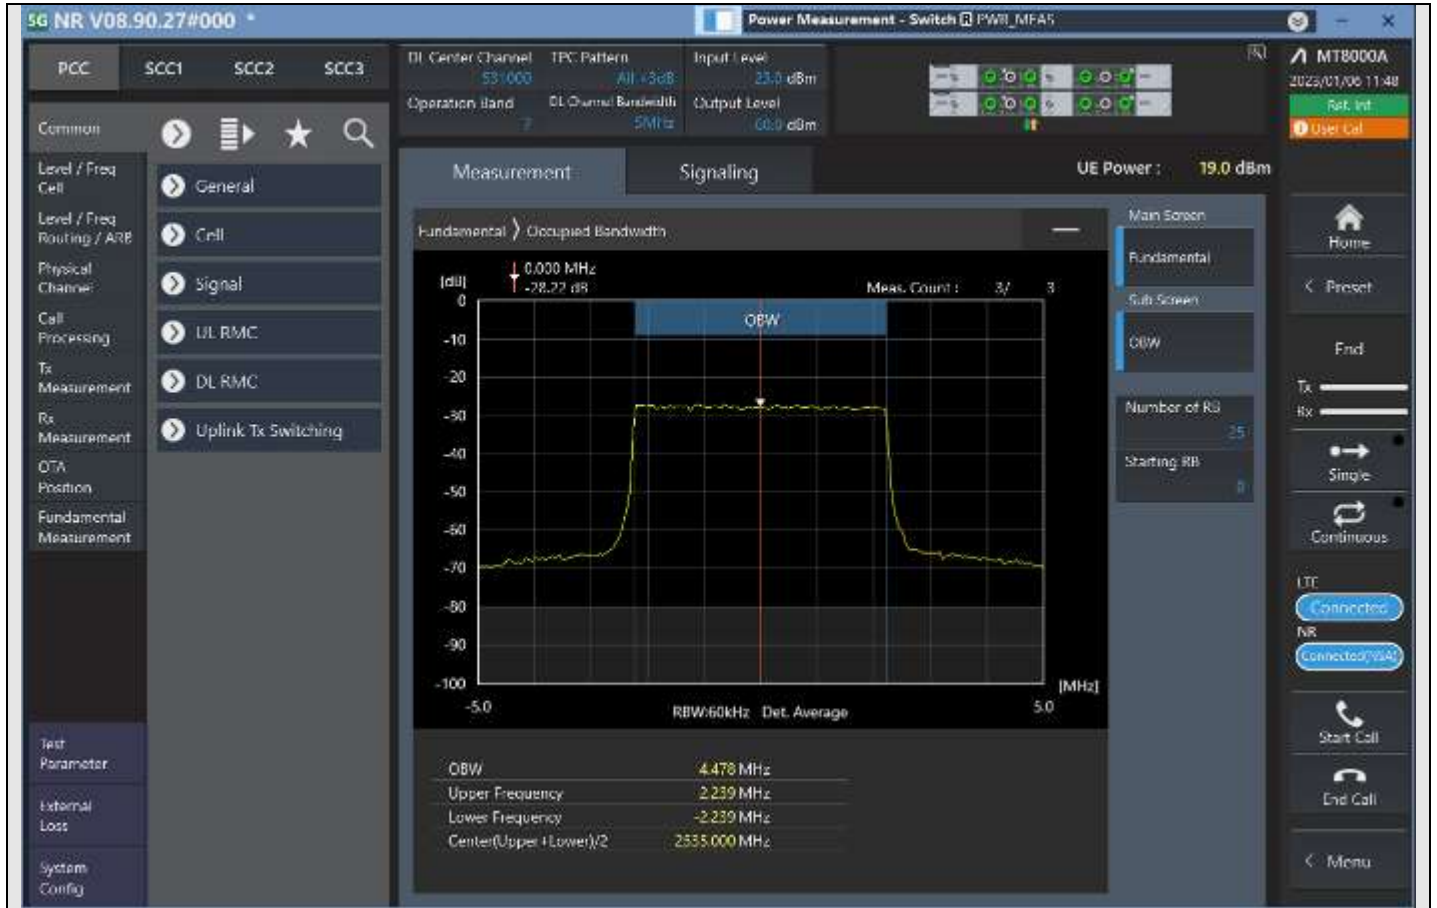 SG NR V08.90.27#000 *
Power Measurement - Switch PWR_MEAS
PCC SCC1 SCC2 SCC3
DL Center Channel
531000
TPC Pattern
All +3dB
Input Level
23.0 dBm
Operation Band
7
DL Channel Bandwidth
5MHz
Output Level
dBm
MT8000A
2023/01/06 11:48
Ref. Int
User Cal
Common
Level / Freq
Cell
Level / Freq
Routing / ARB
Physical
Channel
Call
Processing
Tx
Measurement
Rx
Measurement
OTA
Position
Fundamental
Measurement
Test
Parameter
External
Loss
System
Config
General
Cell
Signal
UL RMC
DL RMC
Uplink Tx Switching
Measurement Signaling
UE Power : 19.0 dBm
Fundamental Occupied Bandwidth
[dB]
0.000 MHz
-28.22 dB
Meas. Count : 3/ 3
OBW
0
-10
-20
-30
-40
-50
-60
-70
-80
-90
-100
-5.0
5.0
[MHz]
RBW:60kHz Det. Average
OBW 4.478 MHz
Upper Frequency 2.239 MHz
Lower Frequency -2.239 MHz
Center(Upper+Lower)/2 2535.000 MHz
Main Screen
Fundamental
Sub Screen
OBW
Number of RB
25
Starting RB
0
Home
< Preset
End
Tx
Rx
Single
Continuous
LTE
Connected
NR
Connected(NSA)
Start Call
End Call
< Menu